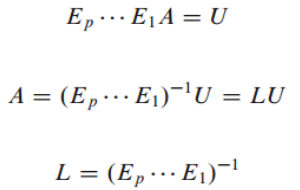 E_p ⋯ E_1 A = U
A = (E_p ⋯ E_1)^{-1} U = LU
L = (E_p ⋯ E_1)^{-1}